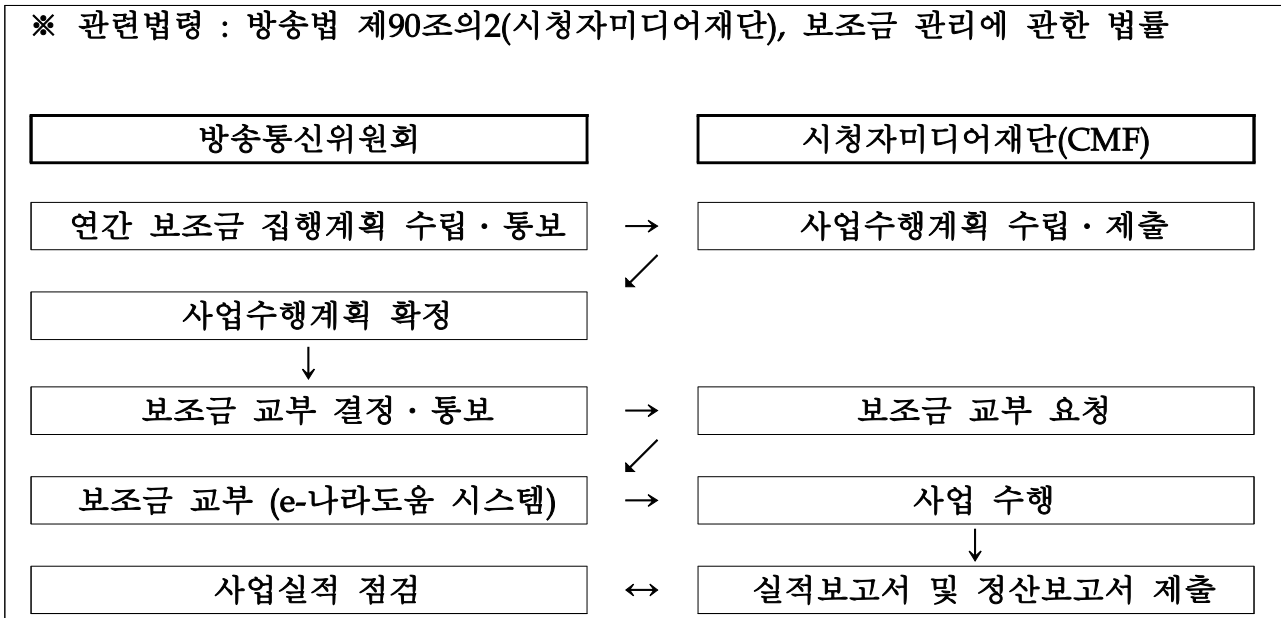 ※ 관련법령 : 방송법 제90조의2(시청자미디어재단), 보조금 관리에 관한 법률
방송통신위원회 시청자미디어재단(CMF)
연간 보조금 집행계획 수립·통보 → 사업수행계획 수립·제출
↙
사업수행계획 확정
↓
보조금 교부 결정·통보 → 보조금 교부 요청
↙
보조금 교부 (e-나라도움 시스템) → 사업 수행
↓
사업실적 점검 ↔ 실적보고서 및 정산보고서 제출